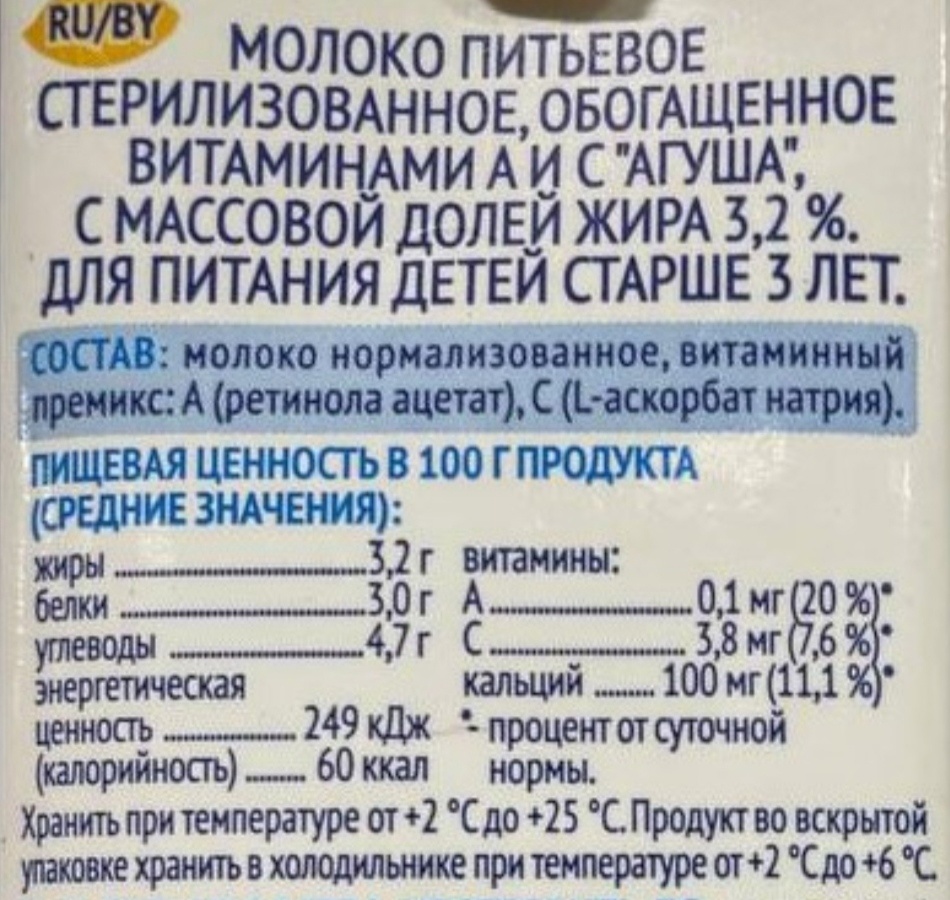 RU/BY
МОЛОКО ПИТЬЕВОЕ
СТЕРИЛИЗОВАННОЕ, ОБОГАЩЕННОЕ
ВИТАМИНАМИ А И С "АГУША",
С МАССОВОЙ ДОЛЕЙ ЖИРА 3,2 %.
ДЛЯ ПИТАНИЯ ДЕТЕЙ СТАРШЕ 3 ЛЕТ.
СОСТАВ: молоко нормализованное, витаминный
премикс: А (ретинола ацетат), С (L-аскорбат натрия).
ПИЩЕВАЯ ЦЕННОСТЬ В 100 Г ПРОДУКТА
(СРЕДНИЕ ЗНАЧЕНИЯ):
жиры ........ 3,2 г
белки ........ 3,0 г
углеводы ........ 4,7 г
энергетическая
ценность ........ 249 кДж
(калорийность) ........ 60 ккал
витамины:
А ........ 0,1 мг (20 %)*
С ........ 3,8 мг (7,6 %)*
кальций ........ 100 мг (11,1 %)*
*- процент от суточной
нормы.
Хранить при температуре от +2 °С до +25 °С. Продукт во вскрытой
упаковке хранить в холодильнике при температуре от +2 °С до +6 °С.